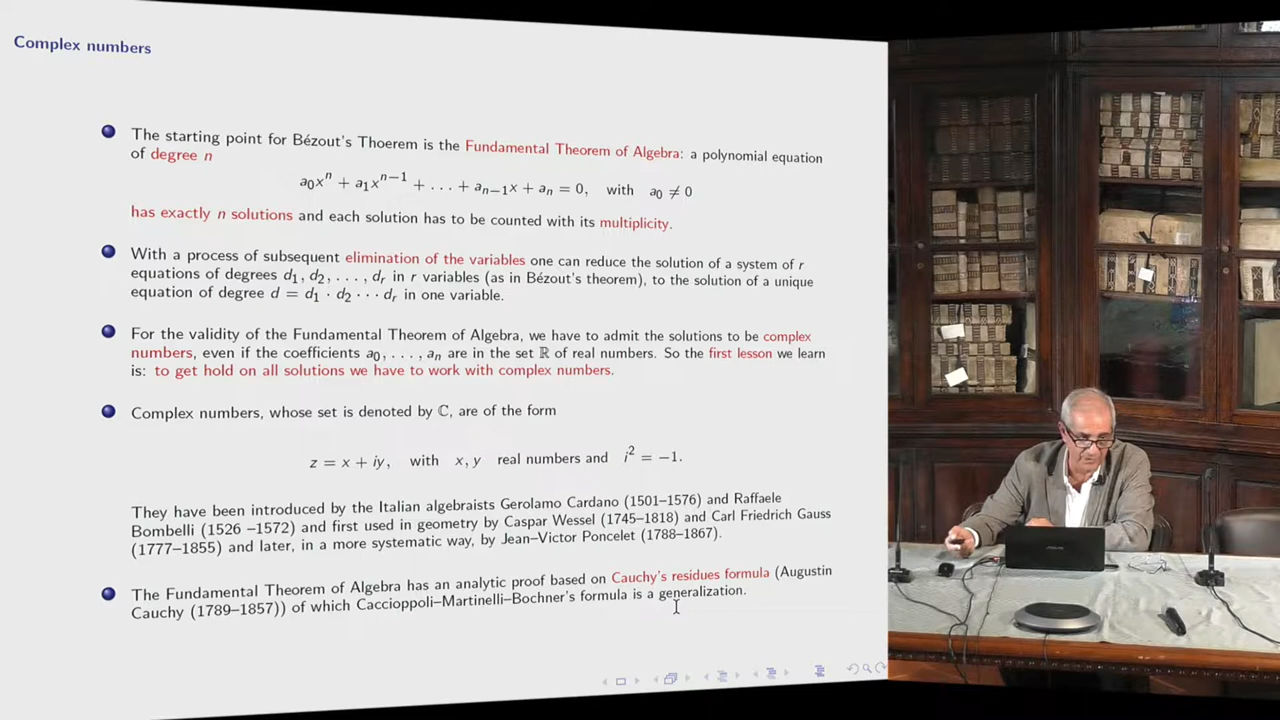 Complex numbers
The starting point for Bézout's Thoerem is the Fundamental Theorem of Algebra: a polynomial equation
of degree n
a₀xⁿ + a₁xⁿ⁻¹ + . . . + aₙ₋₁x + aₙ = 0, with a₀ ≠ 0
has exactly n solutions and each solution has to be counted with its multiplicity.
With a process of subsequent elimination of the variables one can reduce the solution of a system of r
equations of degrees d₁, d₂, . . . , dᵣ in r variables (as in Bézout's theorem), to the solution of a unique
equation of degree d = d₁ · d₂ · · · dᵣ in one variable.
For the validity of the Fundamental Theorem of Algebra, we have to admit the solutions to be complex
numbers, even if the coefficients a₀, . . . , aₙ are in the set ℝ of real numbers. So the first lesson we learn
is: to get hold on all solutions we have to work with complex numbers.
Complex numbers, whose set is denoted by ℂ, are of the form
z = x + iy, with x, y real numbers and i² = −1.
They have been introduced by the Italian algebraists Gerolamo Cardano (1501–1576) and Raffaele
Bombelli (1526 –1572) and first used in geometry by Caspar Wessel (1745–1818) and Carl Friedrich Gauss
(1777–1855) and later, in a more systematic way, by Jean–Victor Poncelet (1788–1867).
The Fundamental Theorem of Algebra has an analytic proof based on Cauchy's residues formula (Augustin
Cauchy (1789–1857)) of which Caccioppoli–Martinelli–Bochner's formula is a generalization.
ASUS